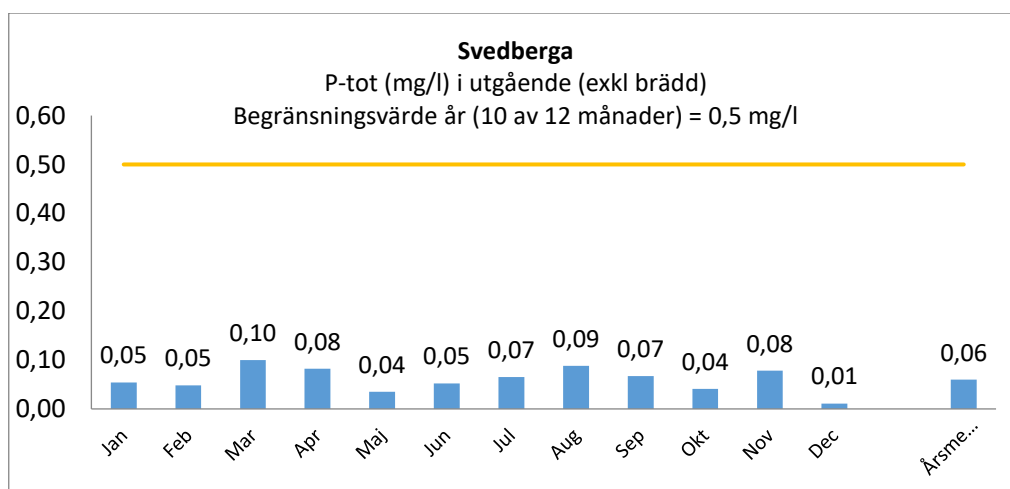 Svedberga
P-tot (mg/l) i utgående (exkl brädd)
Begränsningsvärde år (10 av 12 månader) = 0,5 mg/l
0,60
0,50
0,40
0,30
0,20
0,10
0,00
0,05 0,05 0,10 0,08 0,04 0,05 0,07 0,09 0,07 0,04 0,08 0,01 0,06
Jan Feb Mar Apr Maj Jun Jul Aug Sep Okt Nov Dec Årsme...